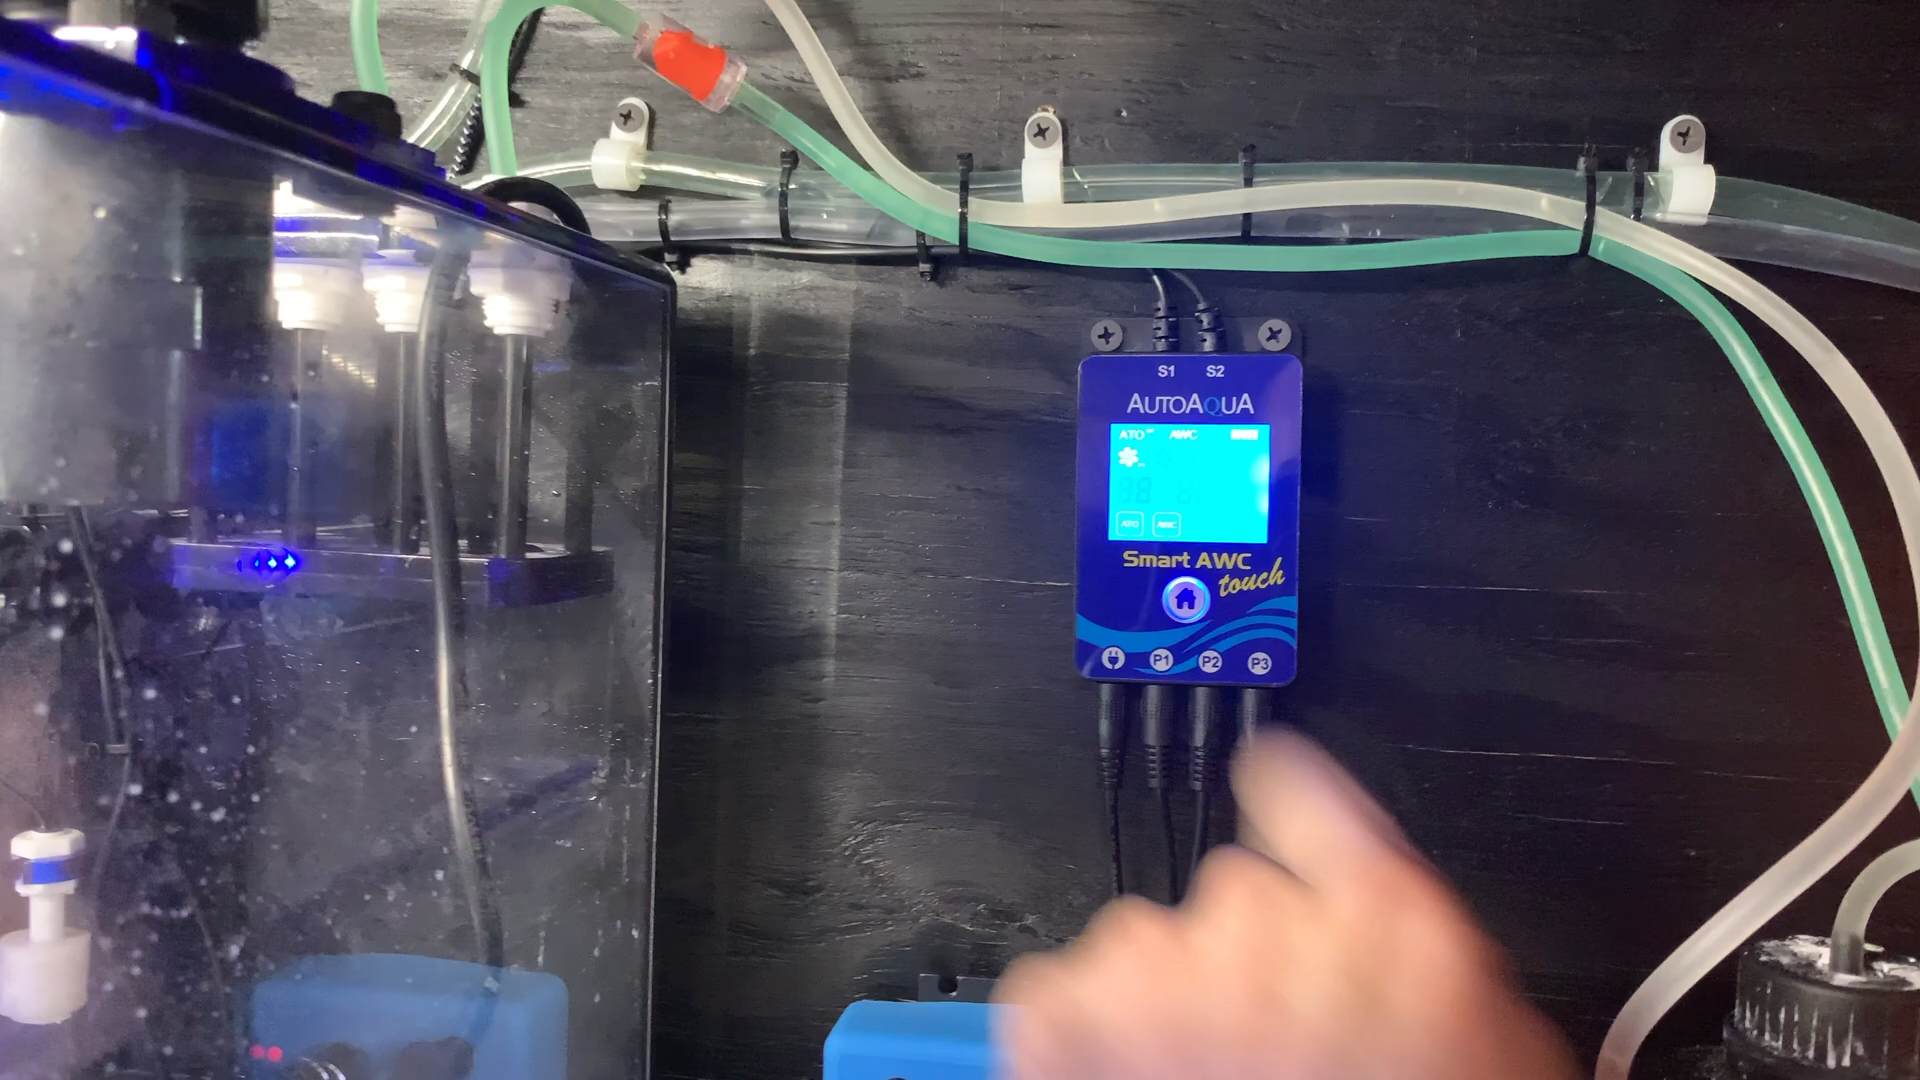 S1 S2
AUTOAQUA
ATO AWC
ATO AWC
Smart AWC
touch
P1 P2 P3